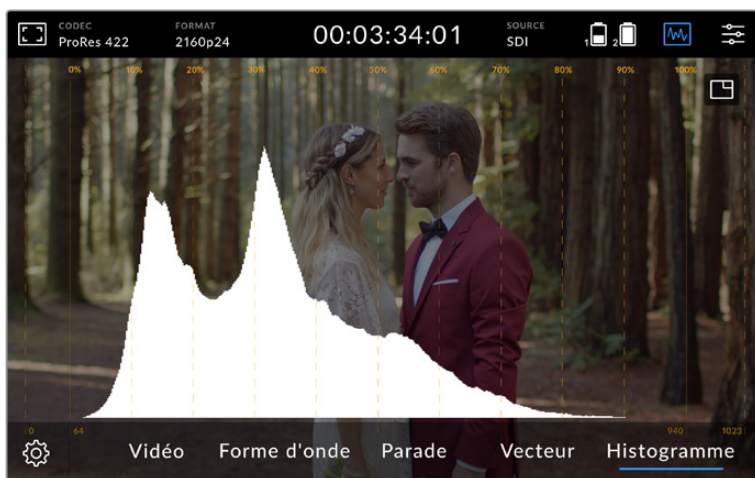 CODEC FORMAT SOURCE
ProRes 422 2160p24 00:03:34:01 SDI 1 2
0% 10% 20% 30% 40% 50% 60% 70% 80% 90% 100%
0 64 940 1023
Vidéo Forme d'onde Parade Vecteur Histogramme